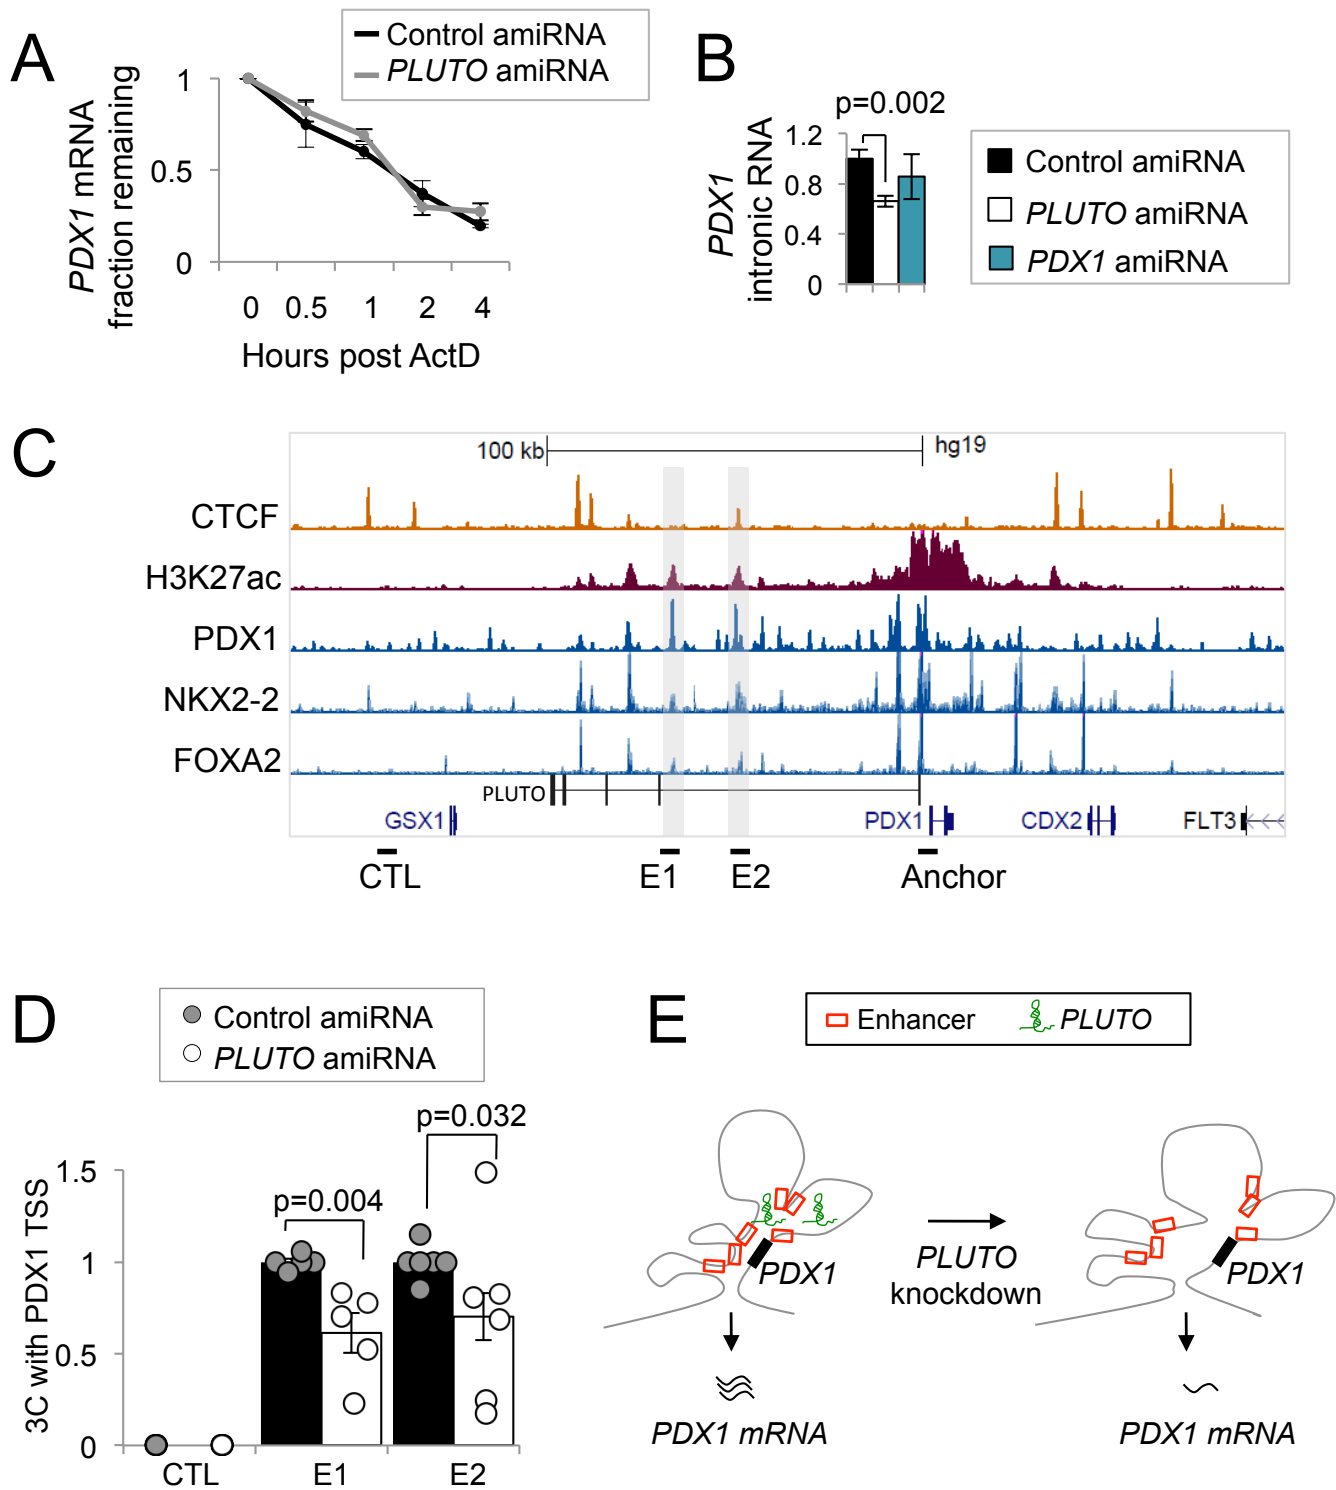 A
Control amiRNA
PLUTO amiRNA
PDX1 mRNA
fraction remaining
1
0.5
0
0 0.5 1 2 4
Hours post ActD
B
p=0.002
PDX1
intronic RNA
1.2
0.8
0.4
0
Control amiRNA
PLUTO amiRNA
PDX1 amiRNA
C
100 kb
hg19
CTCF
H3K27ac
PDX1
NKX2-2
FOXA2
PLUTO
GSX1
PDX1
CDX2
FLT3
CTL
E1
E2
Anchor
D
Control amiRNA
PLUTO amiRNA
3C with PDX1 TSS
1.5
1
0.5
0
p=0.004
p=0.032
CTL
E1
E2
E
Enhancer
PLUTO
PDX1
PLUTO
knockdown
PDX1
PDX1 mRNA
PDX1 mRNA